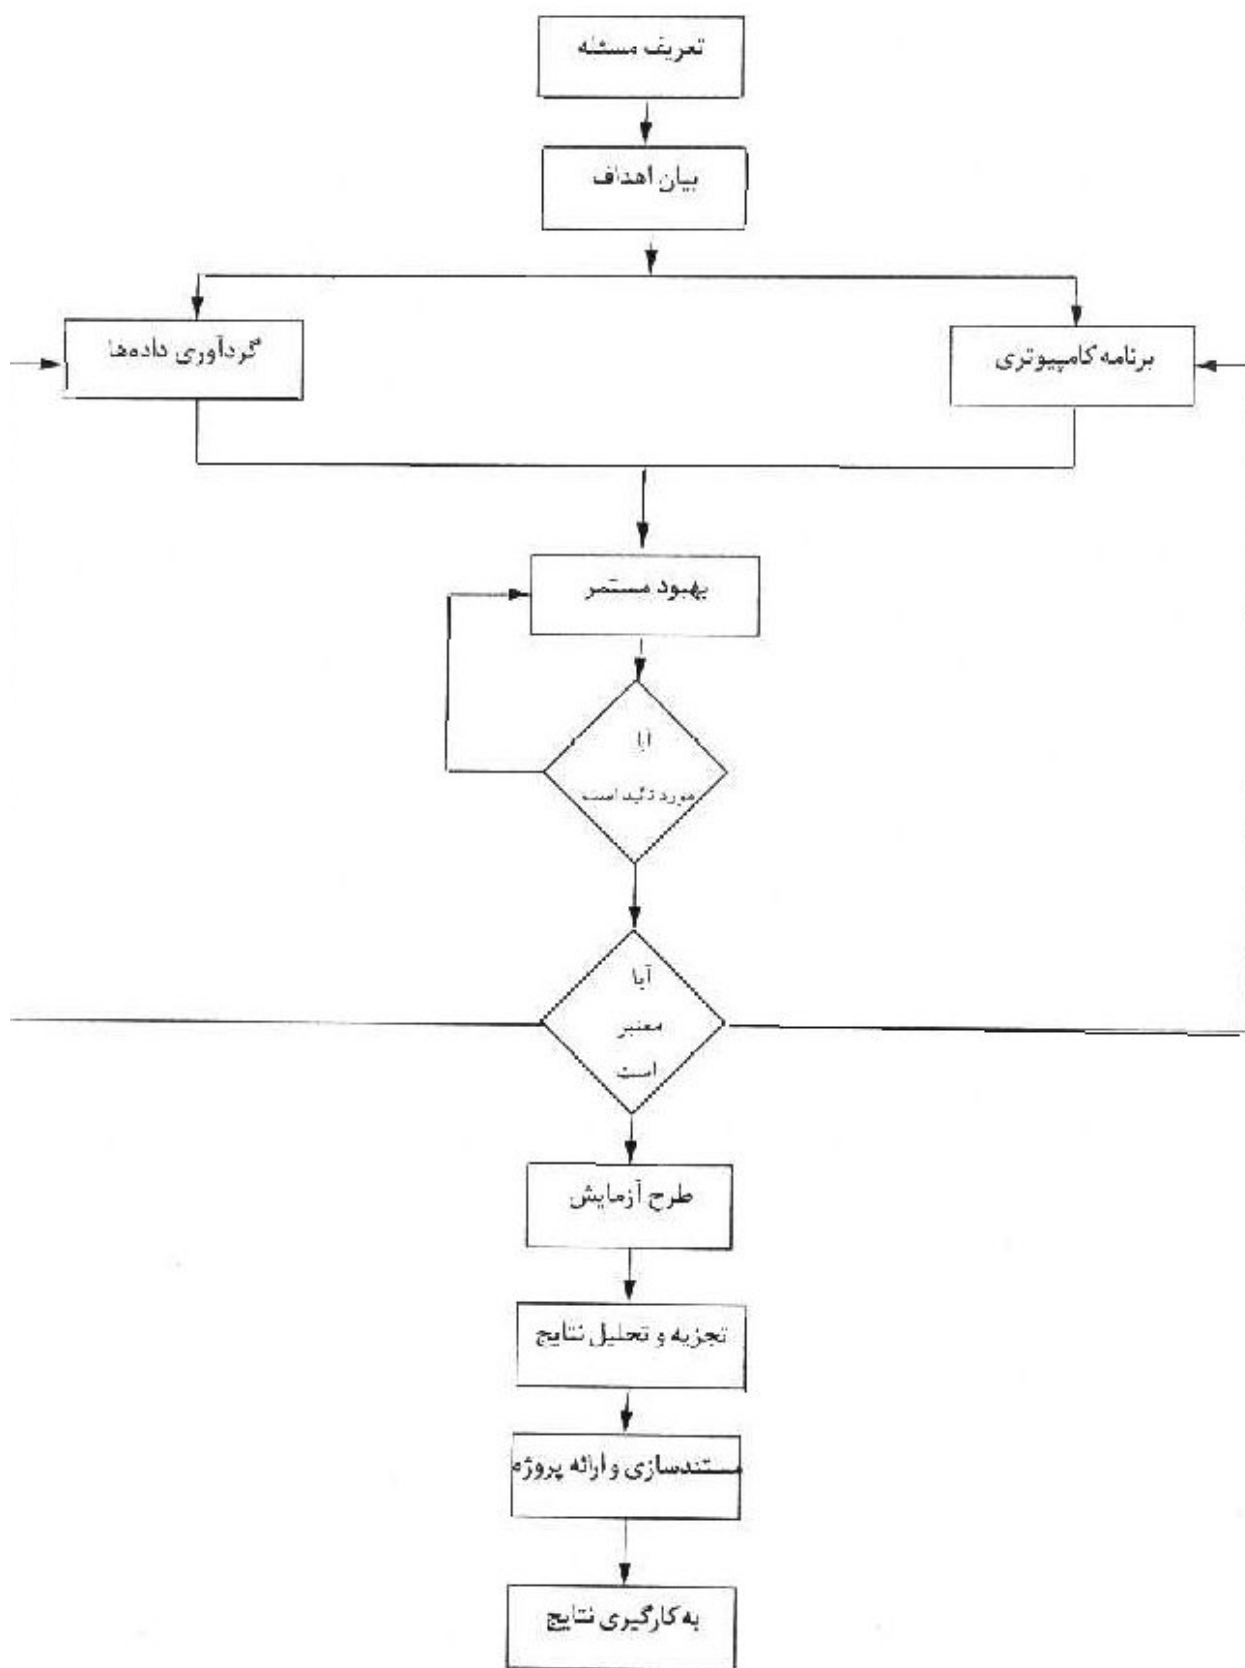 تعریف مسئله
بیان اهداف
گردآوری داده‌ها
برنامه کامپیوتری
بهبود مستمر
آیا
مورد تائید است
آیا
معتبر
است
طرح آزمایش
تجزیه و تحلیل نتایج
مستندسازی و ارائه پروژه
به کارگیری نتایج